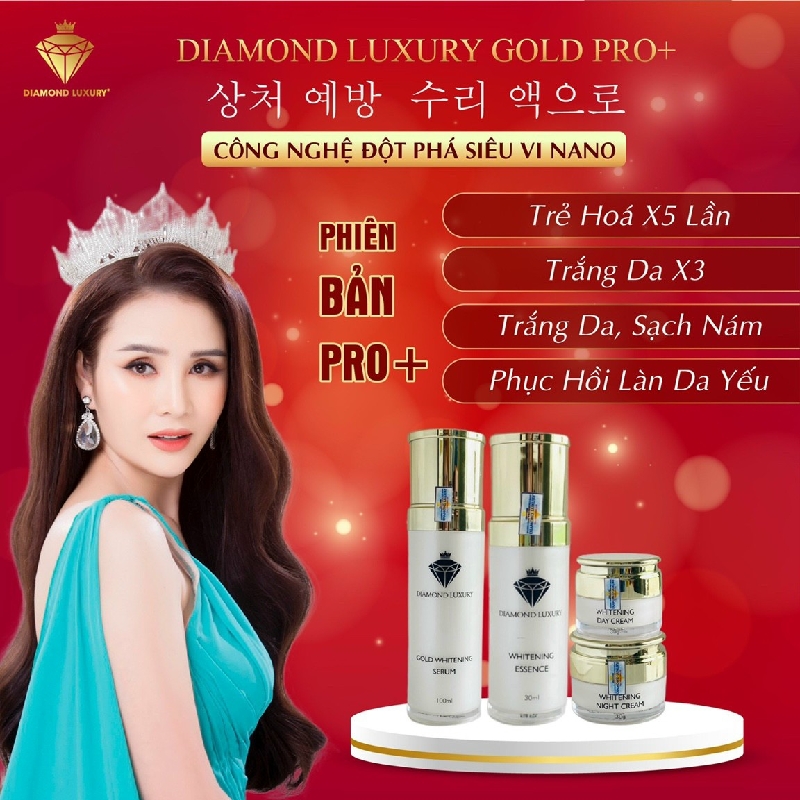 DIAMOND LUXURY®
DIAMOND LUXURY GOLD PRO+
상처 예방 수리 액으로
CÔNG NGHỆ ĐỘT PHÁ SIÊU VI NANO
PHIÊN
BẢN
PRO+
Trẻ Hoá X5 Lần
Trắng Da X3
Trắng Da, Sạch Nám
Phục Hồi Làn Da Yếu
DIAMOND LUXURY
GOLD WHITENING
SERUM
100ml
DIAMOND LUXURY
WHITENING
ESSENCE
WHITENING
DAY CREAM
WHITENING
NIGHT CREAM